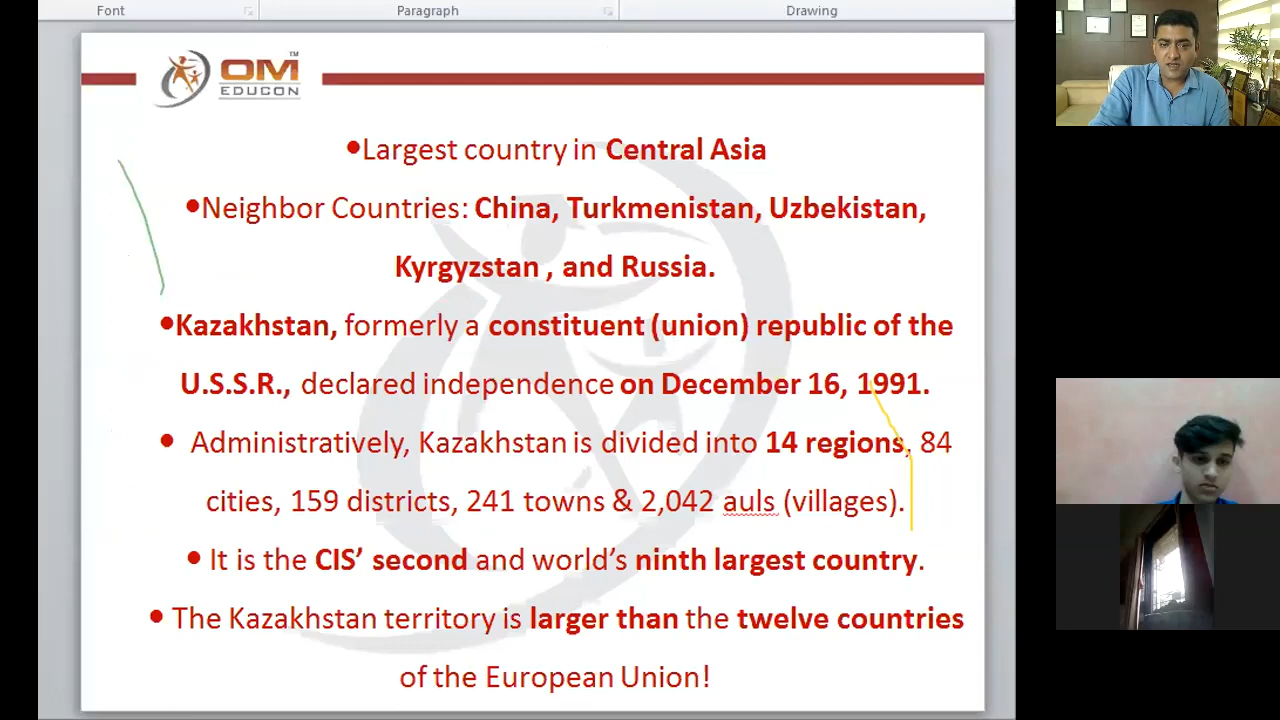 Font Paragraph Drawing
OM™
EDUCON
•Largest country in Central Asia
•Neighbor Countries: China, Turkmenistan, Uzbekistan,
Kyrgyzstan , and Russia.
•Kazakhstan, formerly a constituent (union) republic of the
U.S.S.R., declared independence on December 16, 1991.
• Administratively, Kazakhstan is divided into 14 regions, 84
cities, 159 districts, 241 towns & 2,042 auls (villages).
• It is the CIS’ second and world’s ninth largest country.
• The Kazakhstan territory is larger than the twelve countries
of the European Union!